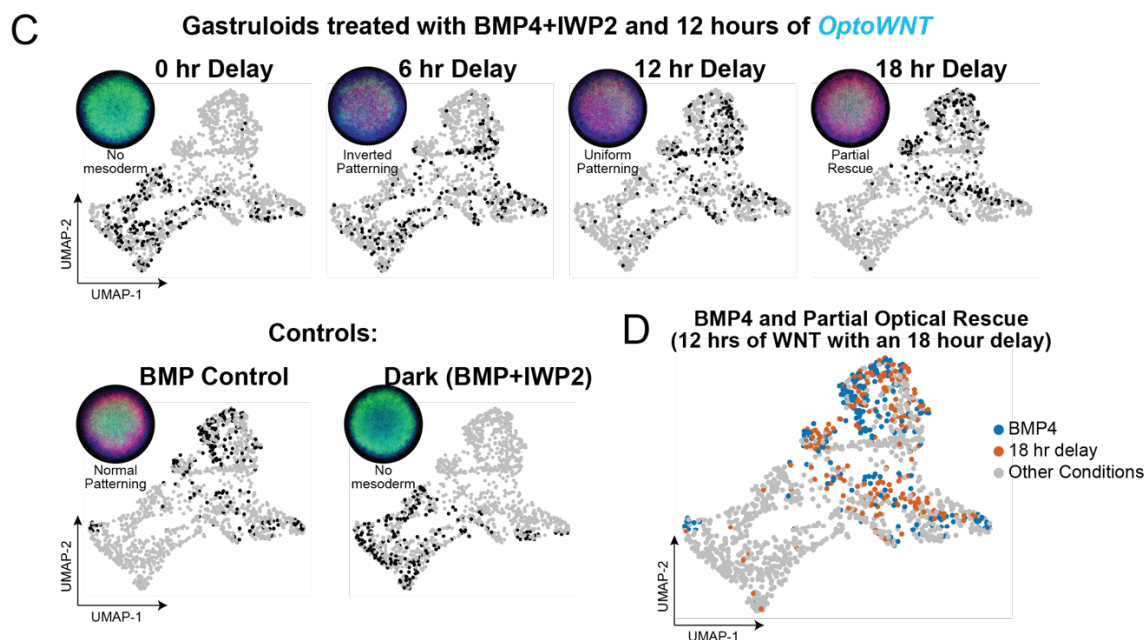 C
Gastruloids treated with BMP4+IWP2 and 12 hours of OptoWNT
0 hr Delay
6 hr Delay
12 hr Delay
18 hr Delay
No
mesoderm
Inverted
Patterning
Uniform
Patterning
Partial
Rescue
UMAP-2
UMAP-1
Controls:
BMP Control
Dark (BMP+IWP2)
Normal
Patterning
No
mesoderm
UMAP-2
UMAP-1
D
BMP4 and Partial Optical Rescue
(12 hrs of WNT with an 18 hour delay)
BMP4
18 hr delay
Other Conditions
UMAP-2
UMAP-1